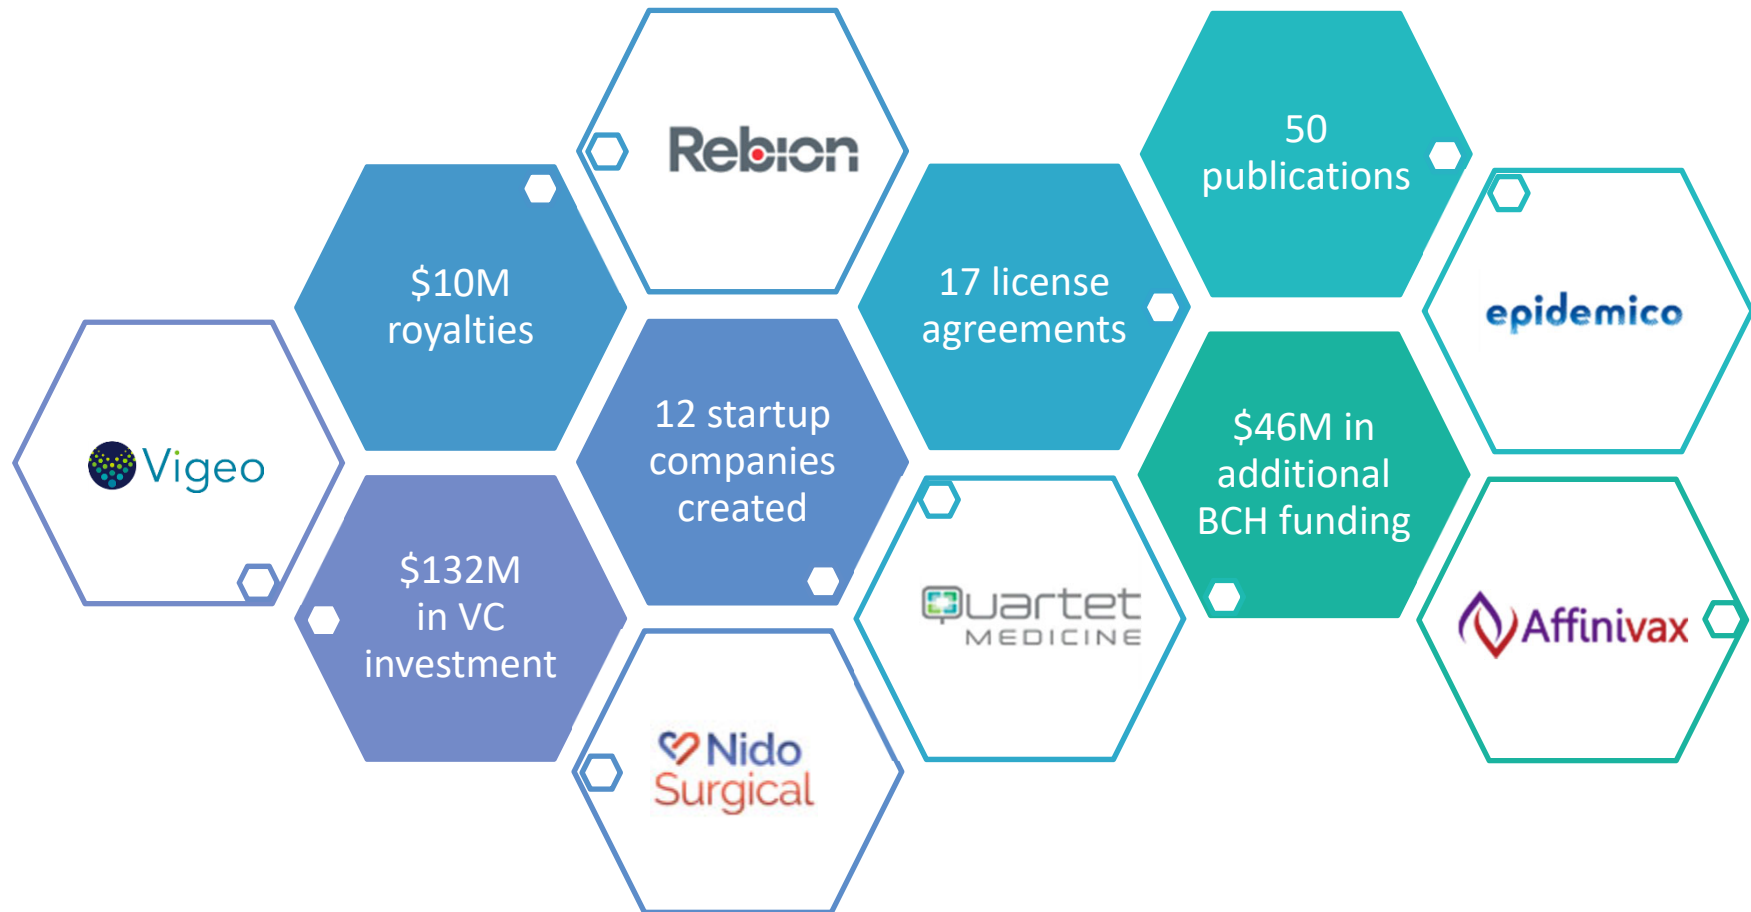 Rebion
50
publications
$10M
royalties
17 license
agreements
epidemico
Vigeo
12 startup
companies
created
$46M in
additional
BCH funding
$132M
in VC
investment
Quartet
MEDICINE
Affinivax
Nido
Surgical